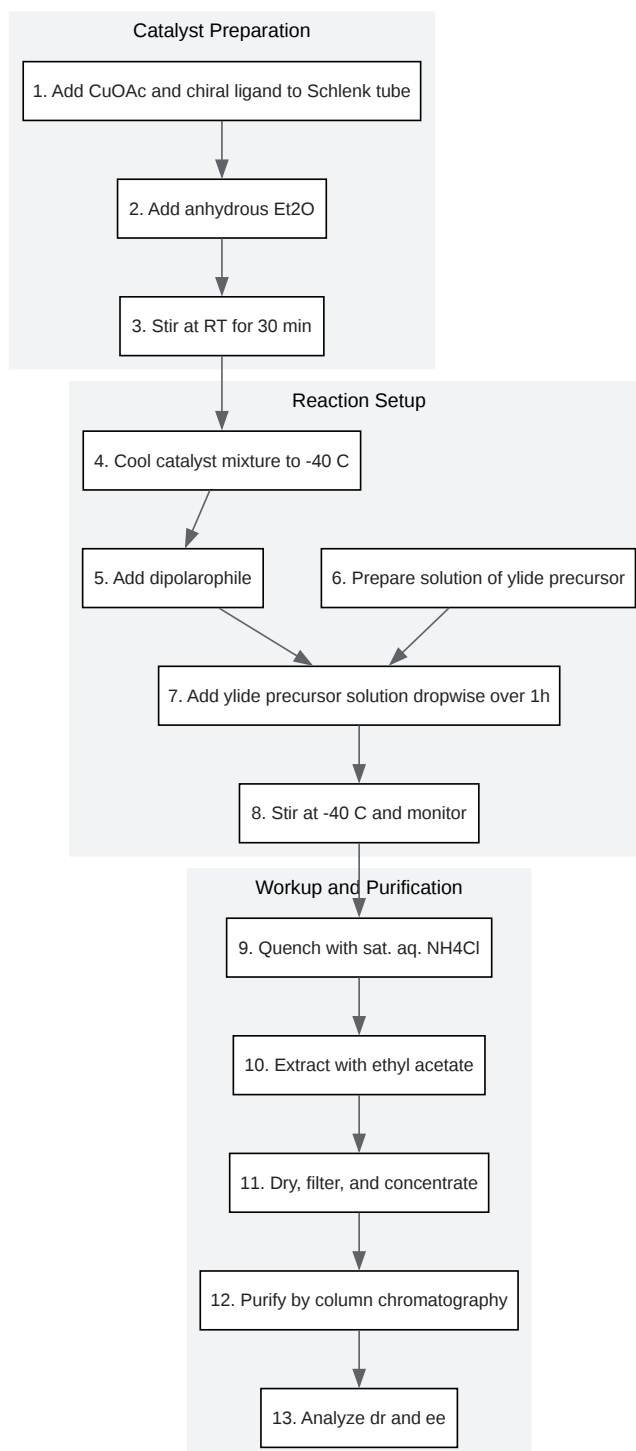 Catalyst Preparation
1. Add CuOAc and chiral ligand to Schlenk tube
2. Add anhydrous Et2O
3. Stir at RT for 30 min
Reaction Setup
4. Cool catalyst mixture to -40 C
5. Add dipolarophile
6. Prepare solution of ylide precursor
7. Add ylide precursor solution dropwise over 1h
8. Stir at -40 C and monitor
Workup and Purification
9. Quench with sat. aq. NH4Cl
10. Extract with ethyl acetate
11. Dry, filter, and concentrate
12. Purify by column chromatography
13. Analyze dr and ee